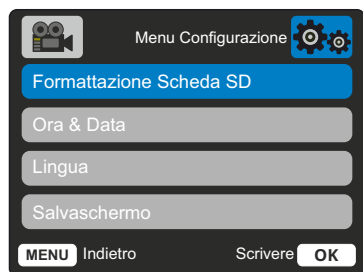 Menu Configurazione
Formattazione Scheda SD
Ora & Data
Lingua
Salvaschermo
MENU Indietro Scrivere OK